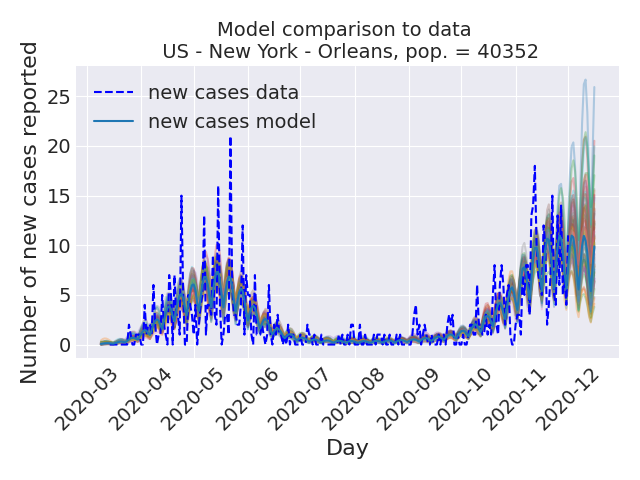 Model comparison to data
US - New York - Orleans, pop. = 40352
Number of new cases reported
25
20
15
10
5
0
new cases data
new cases model
2020-03
2020-04
2020-05
2020-06
2020-07
2020-08
2020-09
2020-10
2020-11
2020-12
Day